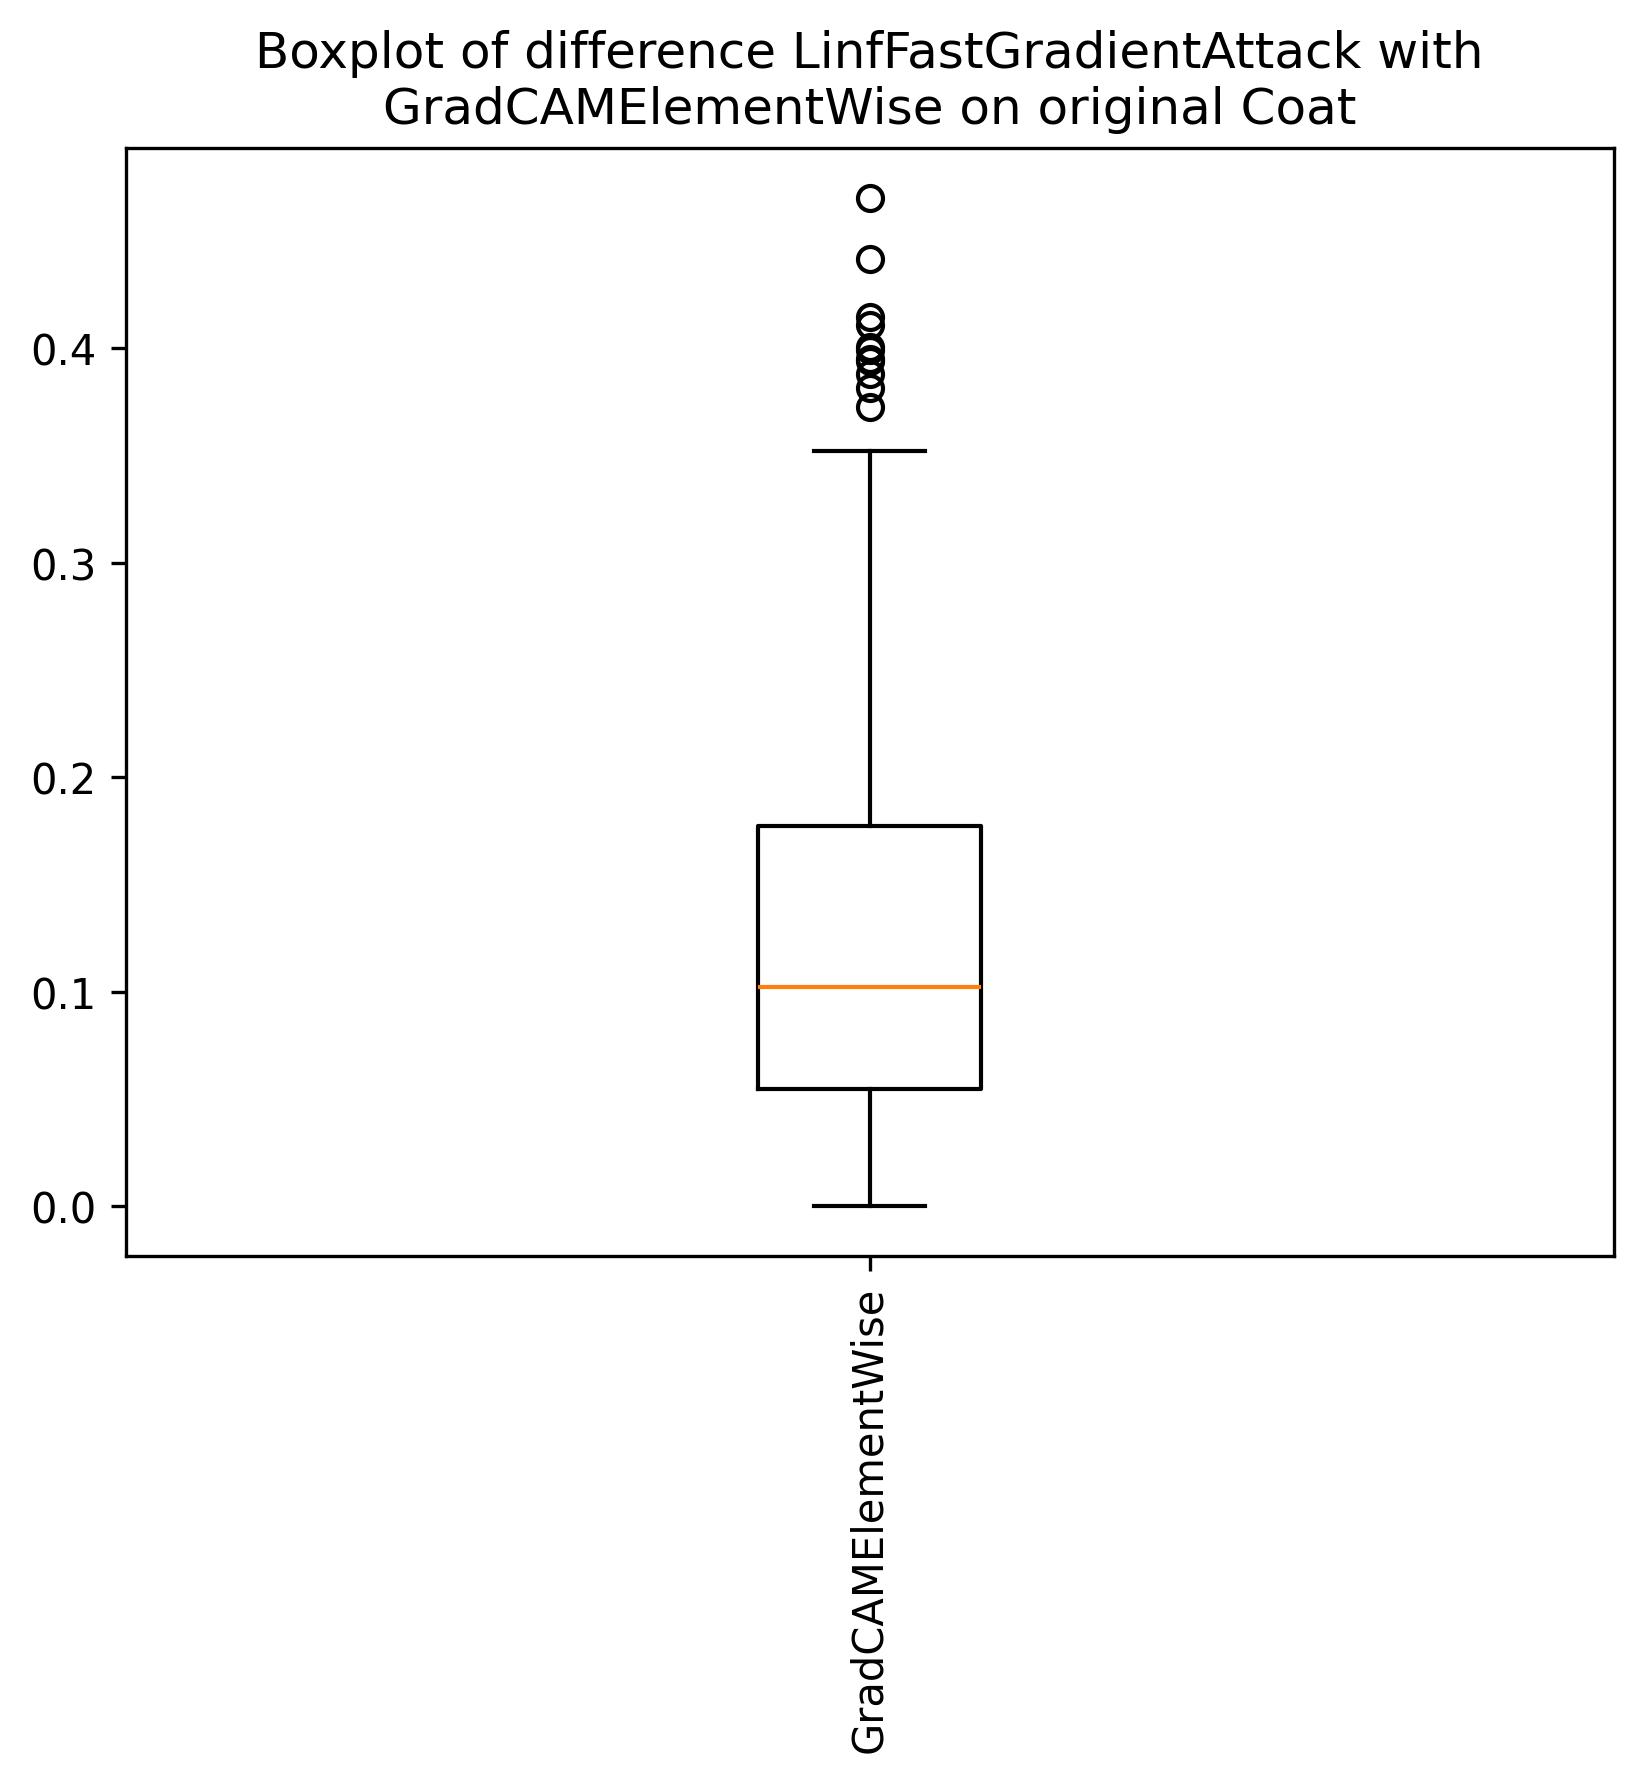 Boxplot of difference LinfFastGradientAttack with
GradCAMElementWise on original Coat
0.4
0.3
0.2
0.1
0.0
GradCAMElementWise